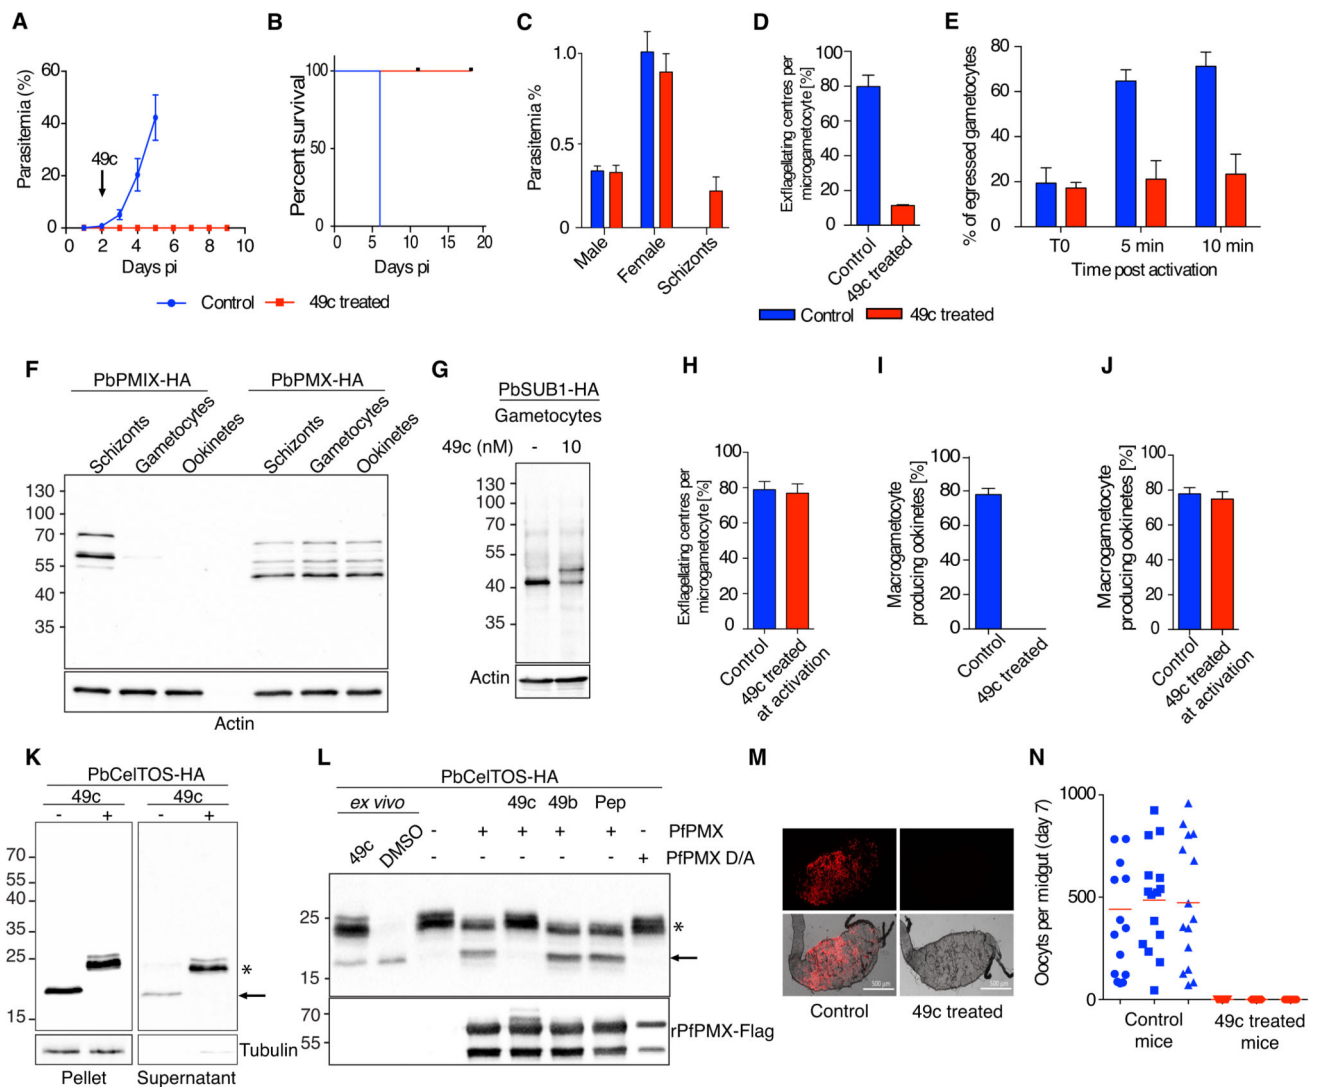 A
Parasitemia (%)
60
40
20
0
49c
0 2 4 6 8 10
Days pi
B
Percent survival
100
50
0
0 5 10 15 20
Days pi
Control 49c treated
C
Parasitemia %
1.0
0.5
0
Male Female Schizonts
D
Exflagellating centres per
microgametocyte [%]
100
80
60
40
20
0
Control 49c treated
E
% of egressed gametocytes
80
60
40
20
0
T0 5 min 10 min
Time post activation
Control 49c treated
F
PbPMIX-HA PbPMX-HA
Schizonts Gametocytes Ookinetes Schizonts Gametocytes Ookinetes
130
100
70
55
40
35
Actin
G
PbSUB1-HA
Gametocytes
49c (nM) - 10
130
100
70
55
40
35
Actin
H
Exflagellating centres per
microgametocyte [%]
100
80
60
40
20
0
Control 49c treated
at activation
I
Macrogametocyte
producing ookinetes [%]
100
80
60
40
20
0
Control 49c treated
J
Macrogametocyte
producing ookinetes [%]
100
80
60
40
20
0
Control 49c treated
at activation
K
PbCelTOS-HA
49c 49c
- + - +
70
55
40
35
25
15
*
Tubulin
Pellet Supernatant
L
PbCelTOS-HA
ex vivo 49c 49b Pep
49c DMSO - + + + + - PfPMX
- - - - - + PfPMX D/A
25
15
*
70
55
rPfPMX-Flag
M
500 μm 500 μm
Control 49c treated
N
Oocyts per midgut (day 7)
1000
500
0
Control
mice
49c treated
mice